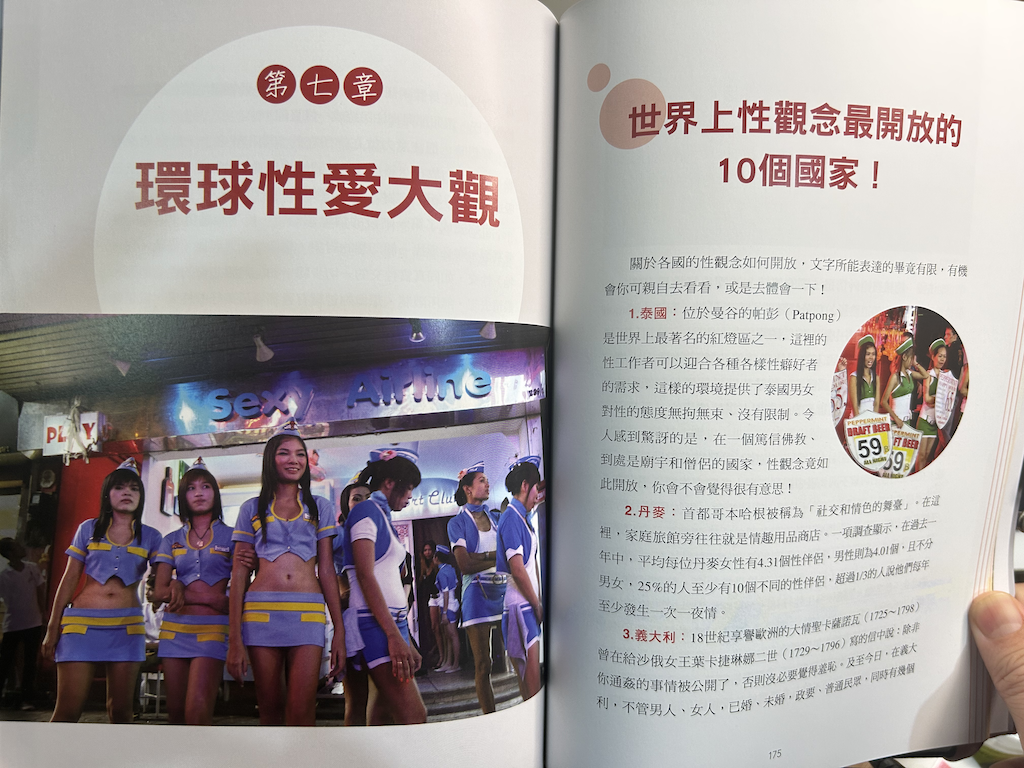 第七章
環球性愛大觀
PLAY
Sexy Airline
世界上性觀念最開放的
10個國家！
關於各國的性觀念如何開放，文字所能表達的畢竟有限，有機
會你可親自去看看，或是去體會一下！
1.泰國：位於曼谷的帕彭（Patpong）
是世界上最著名的紅燈區之一，這裡的
性工作者可以迎合各種各樣性癖好者
的需求，這樣的環境提供了泰國男女
對性的態度無拘無束、沒有限制。令
人感到驚訝的是，在一個篤信佛教、
到處是廟宇和僧侶的國家，性觀念竟如
此開放，你會不會覺得很有意思！
PEPPERMINT
DRAFT BEER
59
DRAFT BEER
59
2.丹麥：首都哥本哈根被稱為「社交和情色的舞臺」。在這
裡，家庭旅館旁往往就是情趣用品商店。一項調查顯示，在過去一
年中，平均每位丹麥女性有4.31個性伴侶，男性則為4.01個，且不分
男女，25%的人至少有10個不同的性伴侶，超過1/3的人說他們每年
至少發生一次一夜情。
3.義大利：18世紀享譽歐洲的大情聖卡薩諾瓦（1725～1798）
曾在給沙俄女王葉卡捷琳娜二世（1729～1796）寫的信中說：除非
你通姦的事情被公開了，否則沒必要覺得羞恥。及至今日，在義大
利，不管男人、女人，已婚、未婚，政要、普通民眾，同時有幾個
175